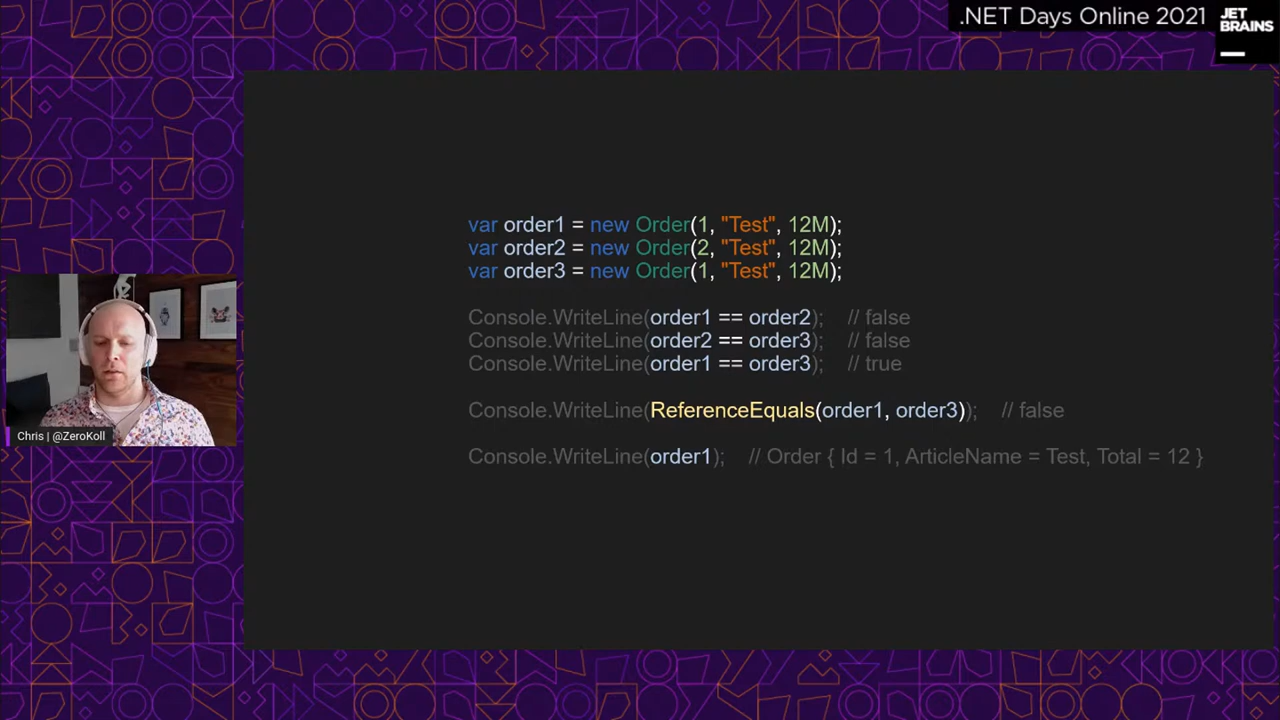 .NET Days Online 2021
JET
BRAINS
var order1 = new Order(1, "Test", 12M);
var order2 = new Order(2, "Test", 12M);
var order3 = new Order(1, "Test", 12M);
Console.WriteLine(order1 == order2); // false
Console.WriteLine(order2 == order3); // false
Console.WriteLine(order1 == order3); // true
Console.WriteLine(ReferenceEquals(order1, order3)); // false
Console.WriteLine(order1); // Order { Id = 1, ArticleName = Test, Total = 12 }
Chris | @ZeroKoll